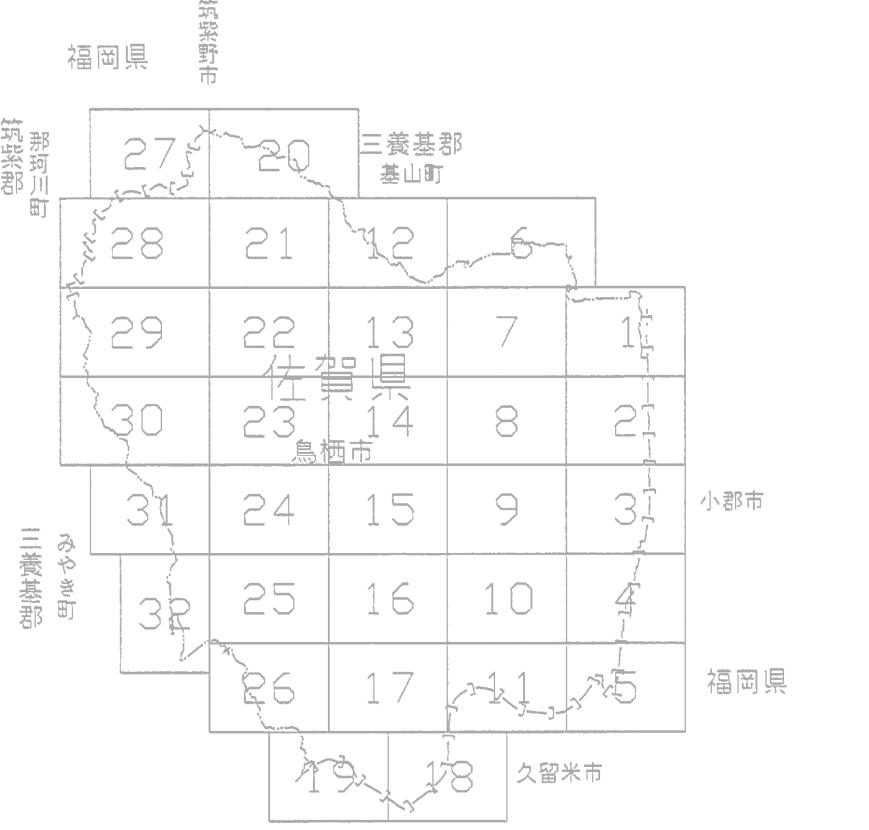 筑紫野市
福岡県
筑紫郡
那珂川町
三養基郡
基山町
27 20
28 21 12 6
29 22 13 7 1
佐賀県
30 23 14 8 2
鳥栖市
31 24 15 9 3
小郡市
三養基郡
みやき町
32 25 16 10 4
26 17 11 5
福岡県
19 18
久留米市